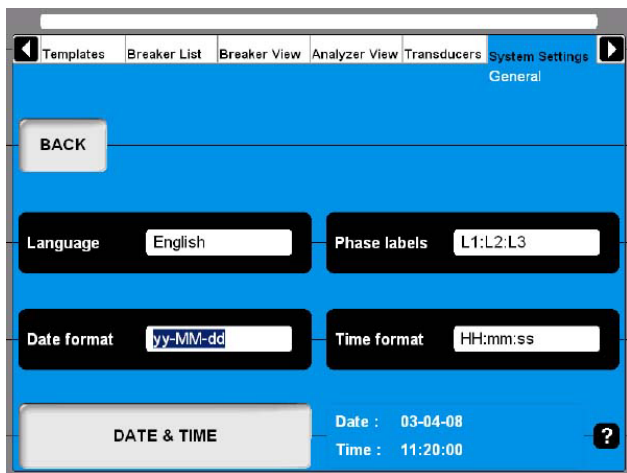 Templates Breaker List Breaker View Analyzer View Transducers System Settings
General
BACK
Language English Phase labels L1:L2:L3
Date format yy-MM-dd Time format HH:mm:ss
DATE & TIME
Date : 03-04-08
Time : 11:20:00
?